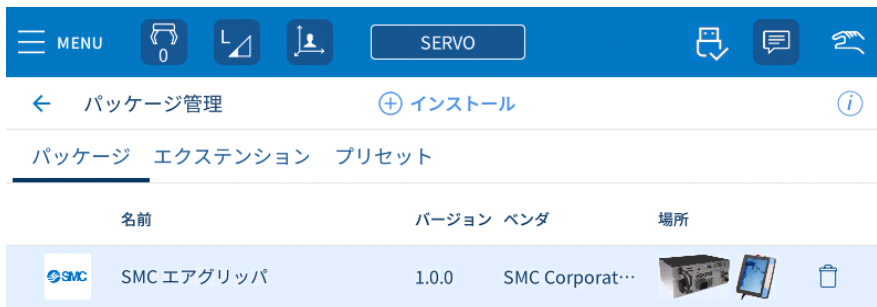 MENU 0 L SERVO
パッケージ管理 インストール i
パッケージ エクステンション プリセット
名前 バージョン ベンダ 場所
SMC SMC エアグリッパ 1.0.0 SMC Corporat…